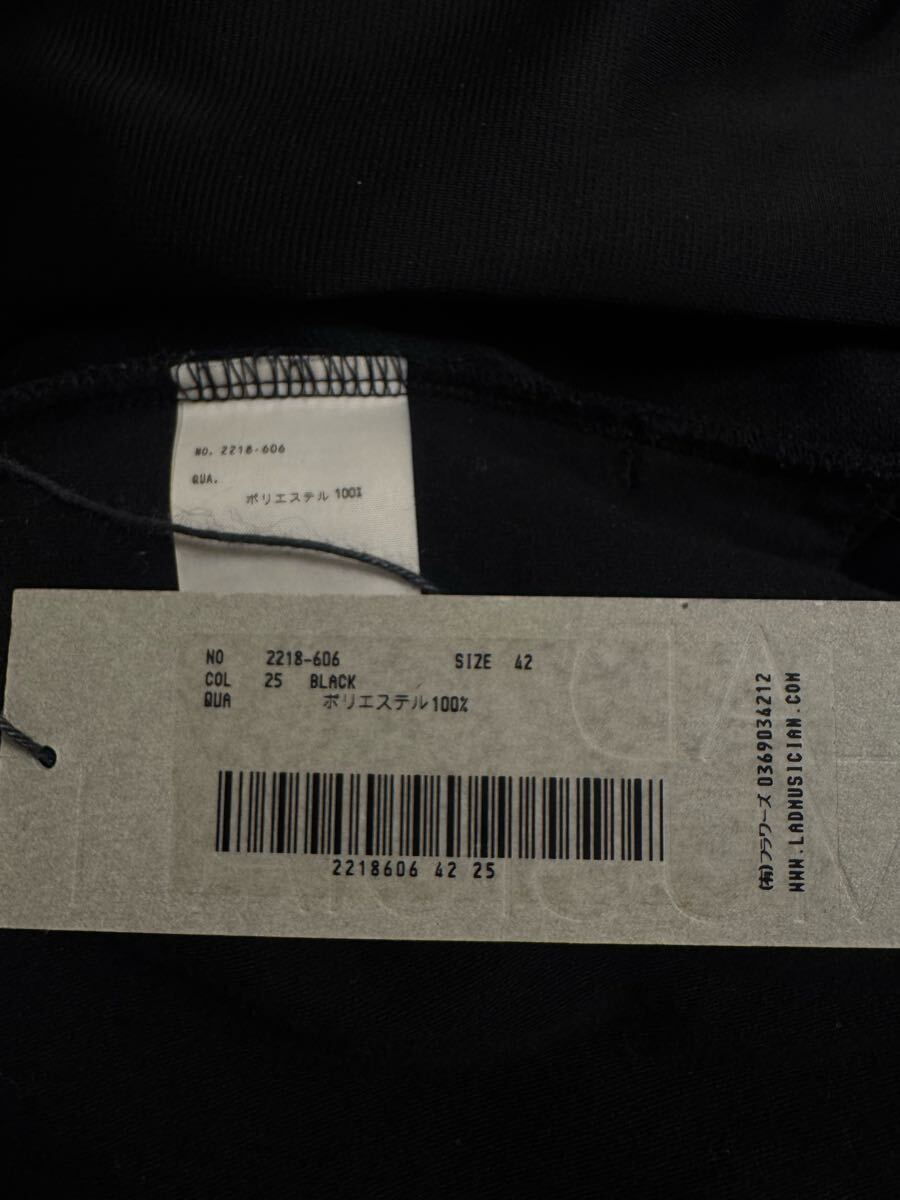 NO. 2218-606
QUA.
ポリエステル 100%
NO 2218-606 SIZE 42
COL 25 BLACK
QUA ポリエステル100%
2218606 42 25
(有)フラワーズ 0369034212
WWW.LADMUSICIAN.COM